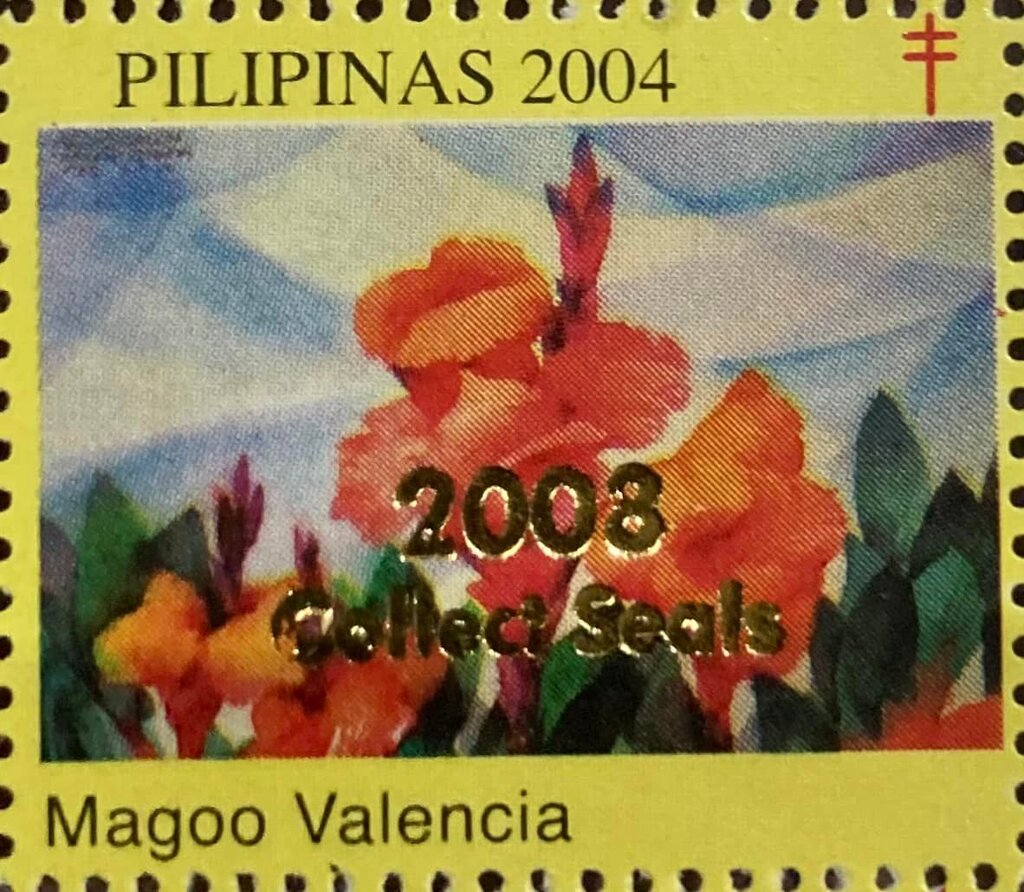 PILIPINAS 2004
2008
Collect Seals
Magoo Valencia